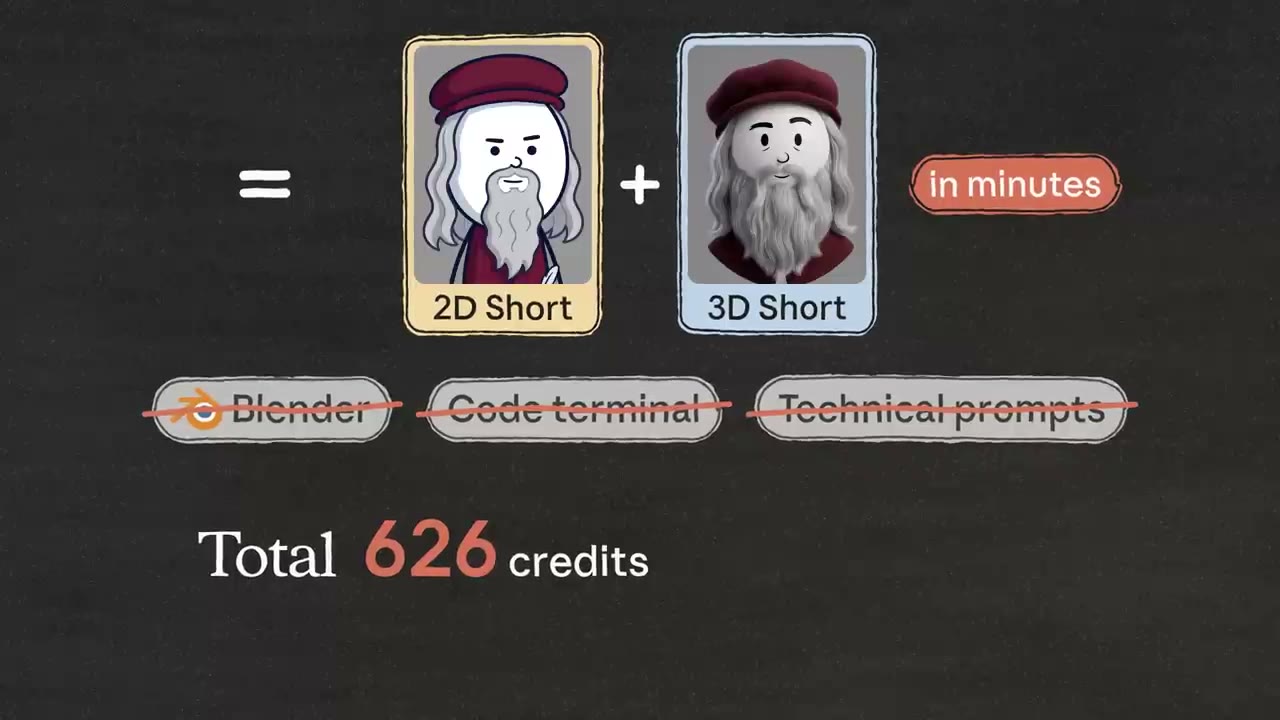 =
+
in minutes
2D Short
3D Short
Blender
Code terminal
Technical prompts
Total 626 credits